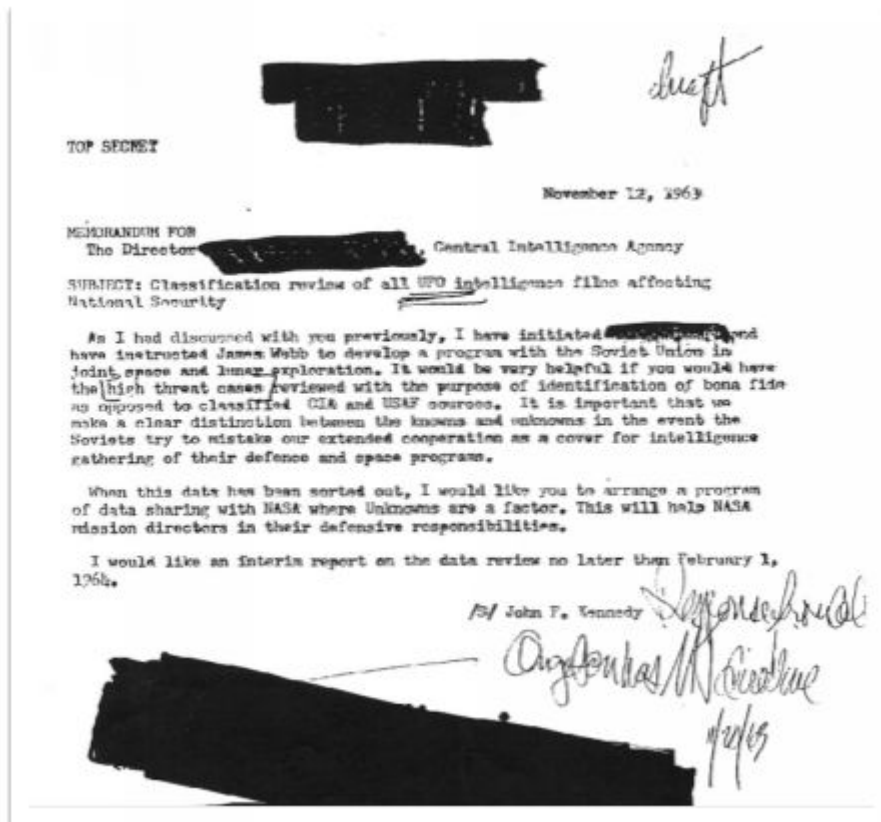 draft
TOP SECRET
November 12, 1963
MEMORANDUM FOR
The Director , Central Intelligence Agency
SUBJECT: Classification review of all UFO intelligence files affecting
National Security
As I had discussed with you previously, I have initiated and
have instructed James Webb to develop a program with the Soviet Union in
joint space and lunar exploration. It would be very helpful if you would have
the high threat cases reviewed with the purpose of identification of bona fide
as opposed to classified CIA and USAF sources. It is important that we
make a clear distinction between the knowns and unknowns in the event the
Soviets try to mistake our extended cooperation as a cover for intelligence
gathering of their defence and space programs.
When this data has been sorted out, I would like you to arrange a program
of data sharing with NASA where Unknowns are a factor. This will help NASA
mission directors in their defensive responsibilities.
I would like an interim report on the data review no later than February 1,
1964.
/S/ John F. Kennedy
11/20/63